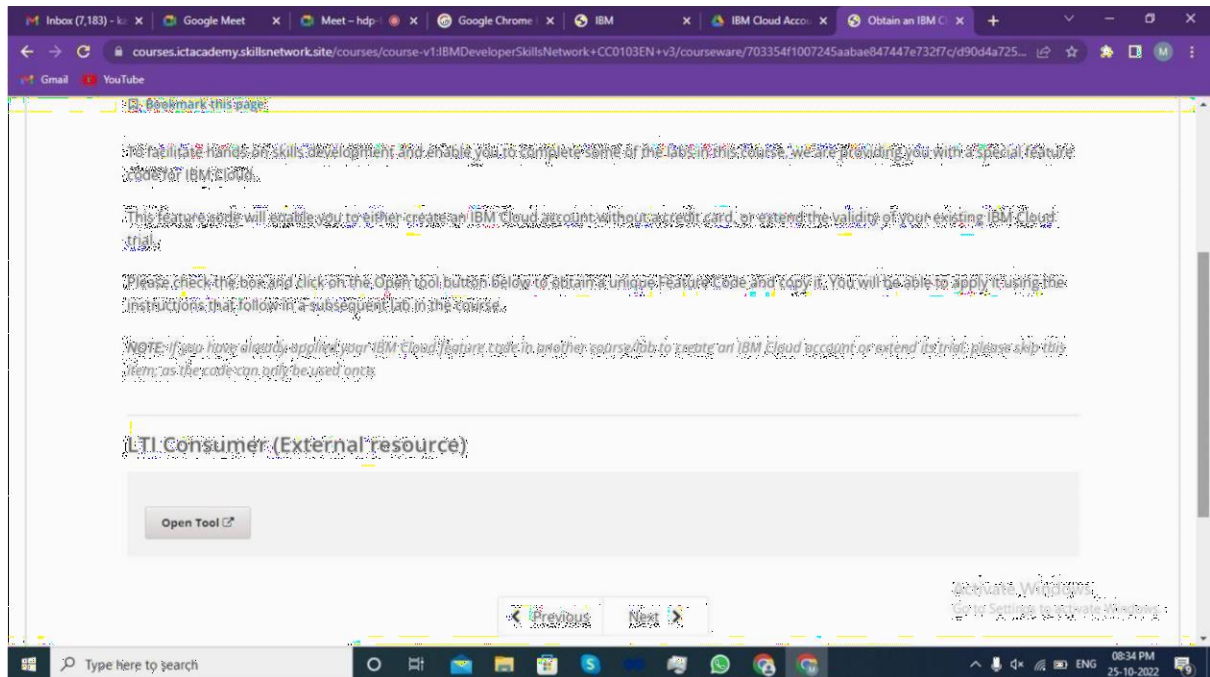 Inbox (7,183) - ka
Google Meet
Meet – hdp-
Google Chrome
IBM
IBM Cloud Accou
Obtain an IBM Cl
courses.ictacademy.skillsnetwork.site/courses/course-v1:IBMDeveloperSkillsNetwork+CC0103EN+v3/courseware/703354f1007245aabae847447e732f7c/d90d4a725...
M
Gmail
YouTube
Bookmark this page
To facilitate hands-on skills development and enable you to complete some of the labs in this course, we are providing you with a special feature
code for IBM Cloud.
This feature code will enable you to either create an IBM Cloud account without a credit card, or extend the validity of your existing IBM Cloud
trial.
Please check the box and click on the Open tool button below to obtain a unique Feature Code and copy it. You will be able to apply it using the
instructions that follow in a subsequent lab in the course.
NOTE: If you have already applied your IBM Cloud feature code in another course/lab to create an IBM Cloud account or extend its trial, please skip this
item, as the code can only be used once.
LTI Consumer (External resource)
Open Tool
Previous
Next
Activate Windows
Go to Settings to activate Windows.
Type here to search
ENG
08:34 PM
25-10-2022